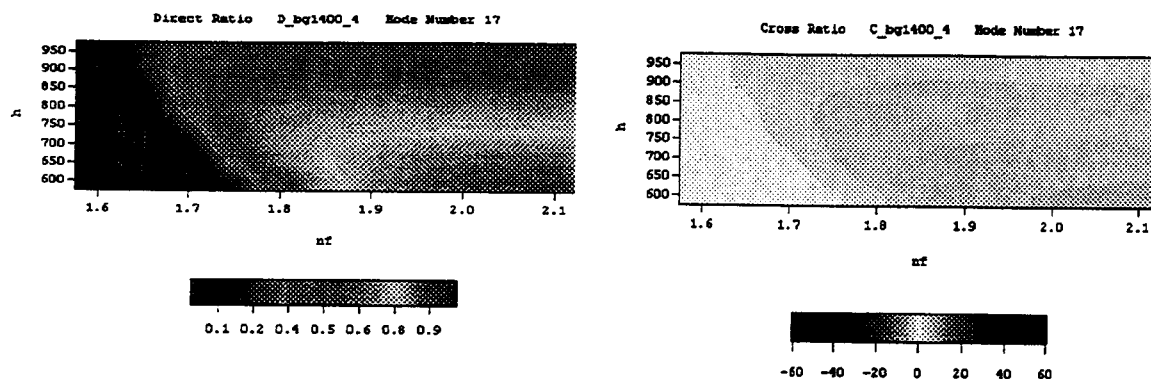 Direct Ratio D_bg1400_4 Mode Number 17
950
900
850
800
750
700
650
600
h
1.6 1.7 1.8 1.9 2.0 2.1
nf
0.1 0.2 0.4 0.5 0.6 0.8 0.9
Cross Ratio C_bg1400_4 Mode Number 17
950
900
850
800
750
700
650
600
h
1.6 1.7 1.8 1.9 2.0 2.1
nf
-60 -40 -20 0 20 40 60